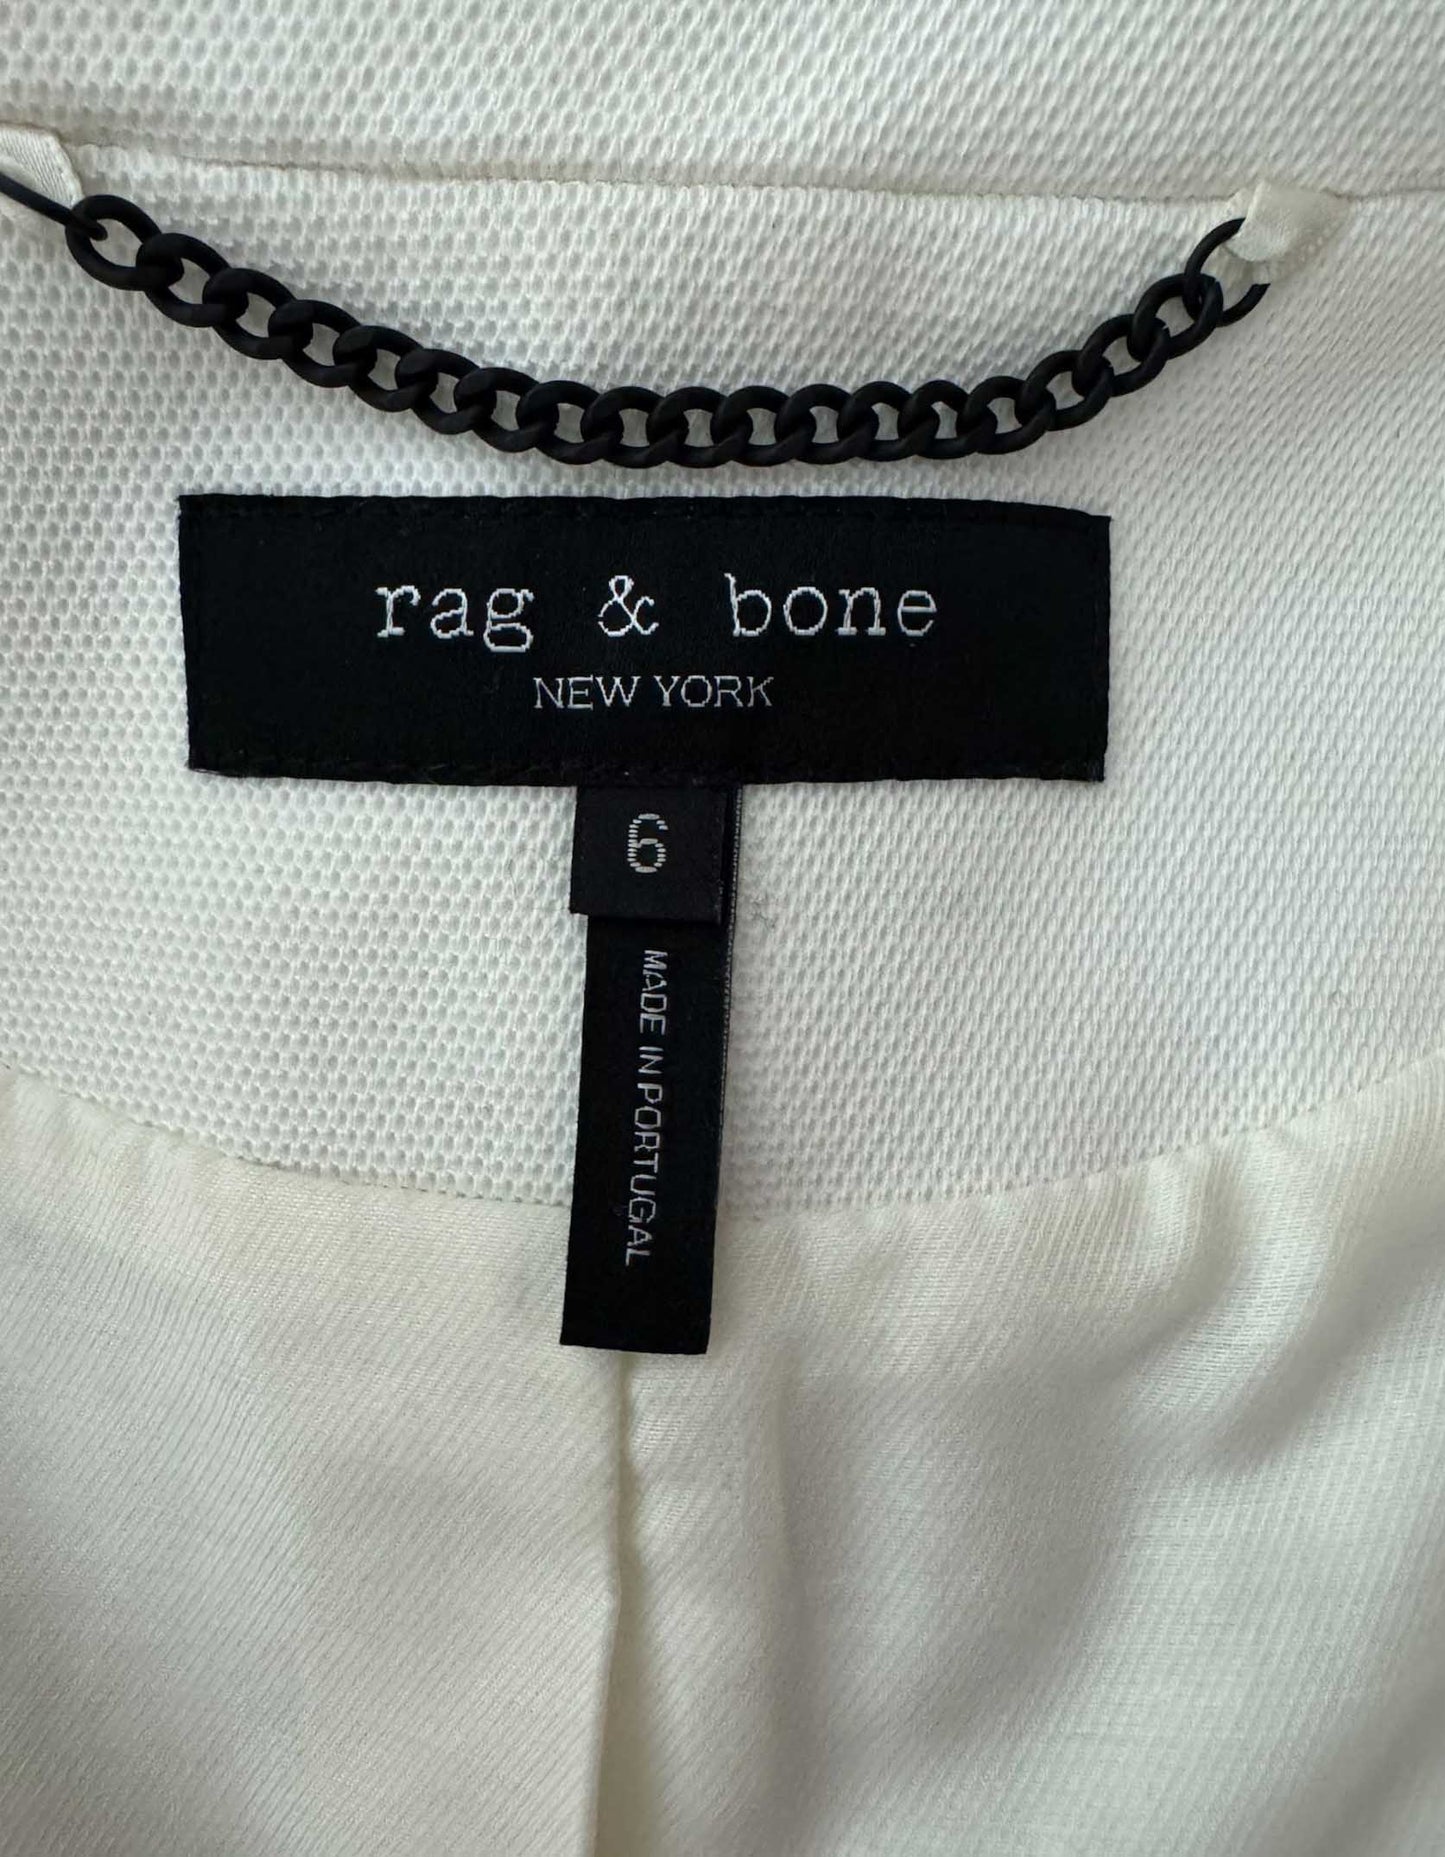 rag & bone
NEW YORK
6
MADE IN PORTUGAL